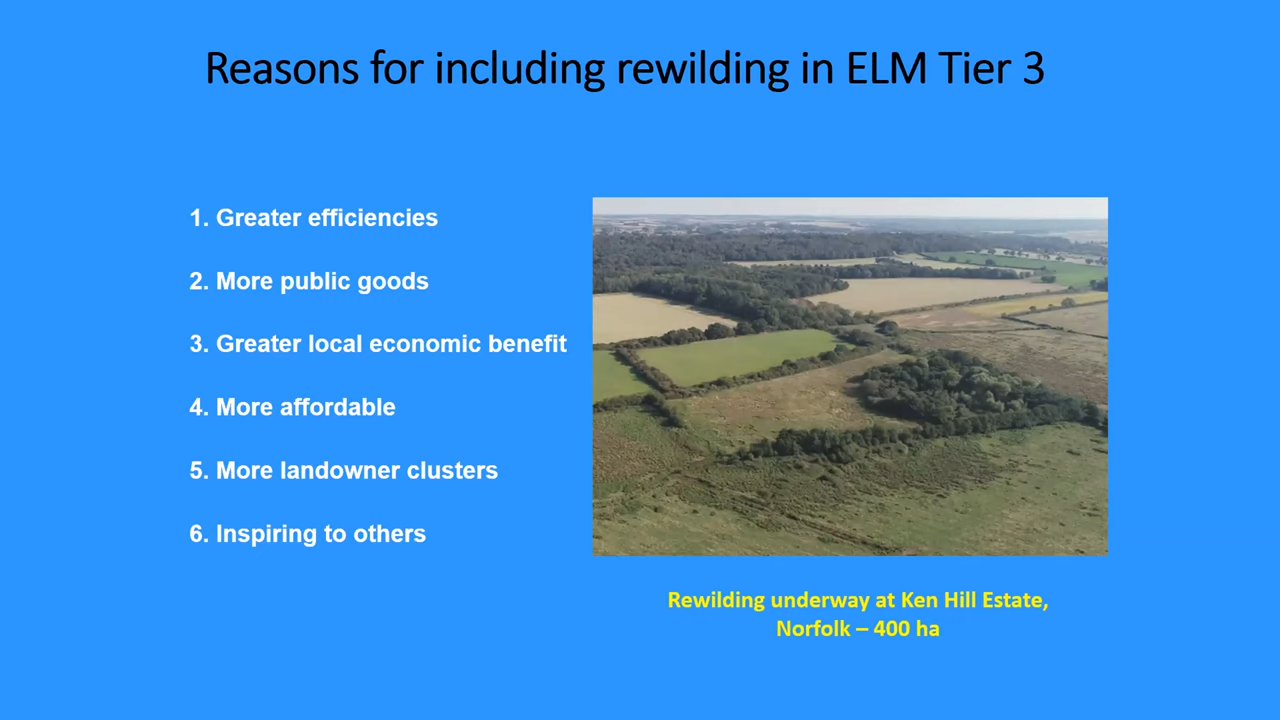 Reasons for including rewilding in ELM Tier 3
1. Greater efficiencies
2. More public goods
3. Greater local economic benefit
4. More affordable
5. More landowner clusters
6. Inspiring to others
Rewilding underway at Ken Hill Estate,
Norfolk – 400 ha